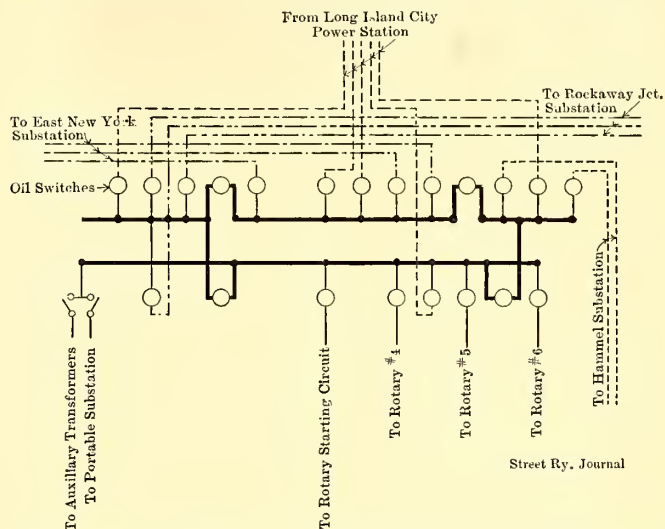 From Long Island City
Power Station
To Rockaway Jct.
Substation
To East New York
Substation
Oil Switches
To Auxiliary Transformers
To Portable Substation
To Rotary Starting Circuit
To Rotary #4
To Rotary #5
To Rotary #6
To Hammel Substation
Street Ry. Journal